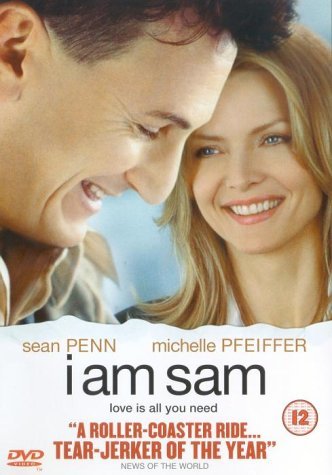 sean PENN michelle PFEIFFER
i am sam
love is all you need
12
"A ROLLER-COASTER RIDE...
TEAR-JERKER OF THE YEAR"
NEWS OF THE WORLD
DVD
VIDEO